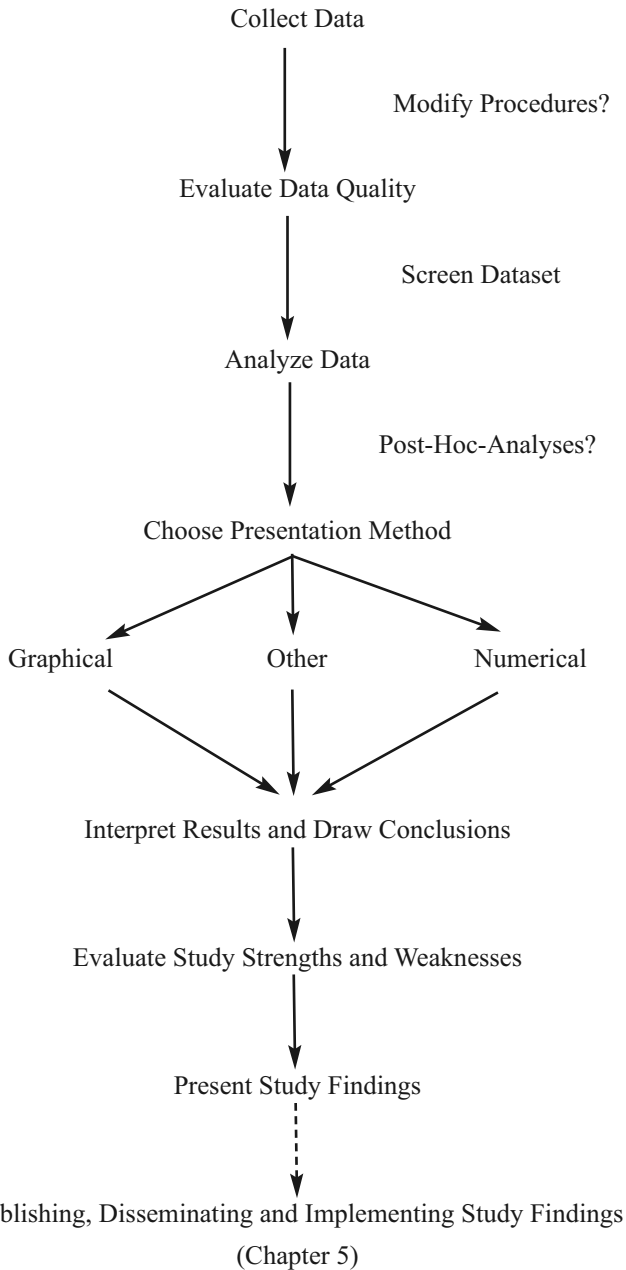 Collect Data
Modify Procedures?
Evaluate Data Quality
Screen Dataset
Analyze Data
Post-Hoc-Analyses?
Choose Presentation Method
Graphical Other Numerical
Interpret Results and Draw Conclusions
Evaluate Study Strengths and Weaknesses
Present Study Findings
blishing, Disseminating and Implementing Study Findings
(Chapter 5)